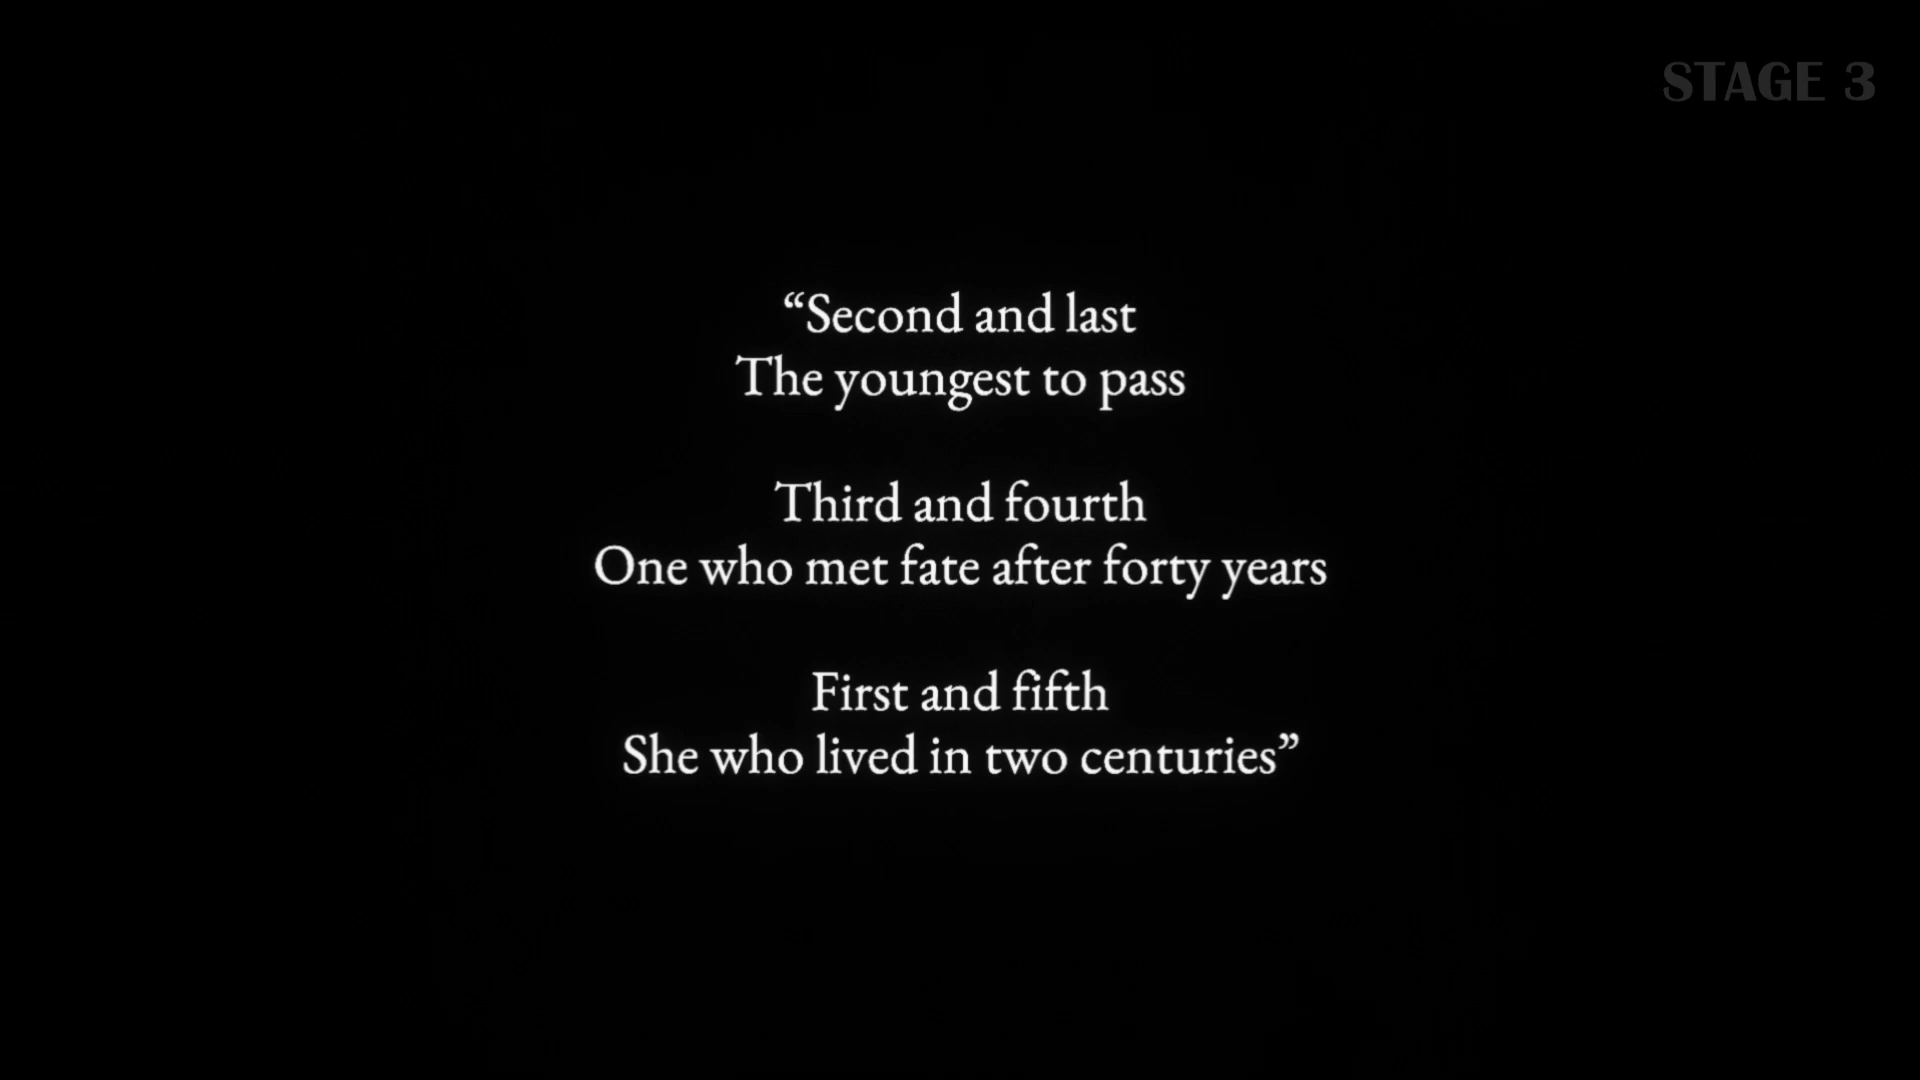 STAGE 3
“Second and last
The youngest to pass
Third and fourth
One who met fate after forty years
First and fifth
She who lived in two centuries”